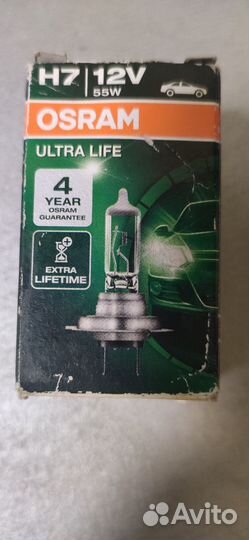 H7 12V
55W
OSRAM
ULTRA LIFE
4
YEAR
OSRAM
GUARANTEE
EXTRA
LIFETIME
Avito